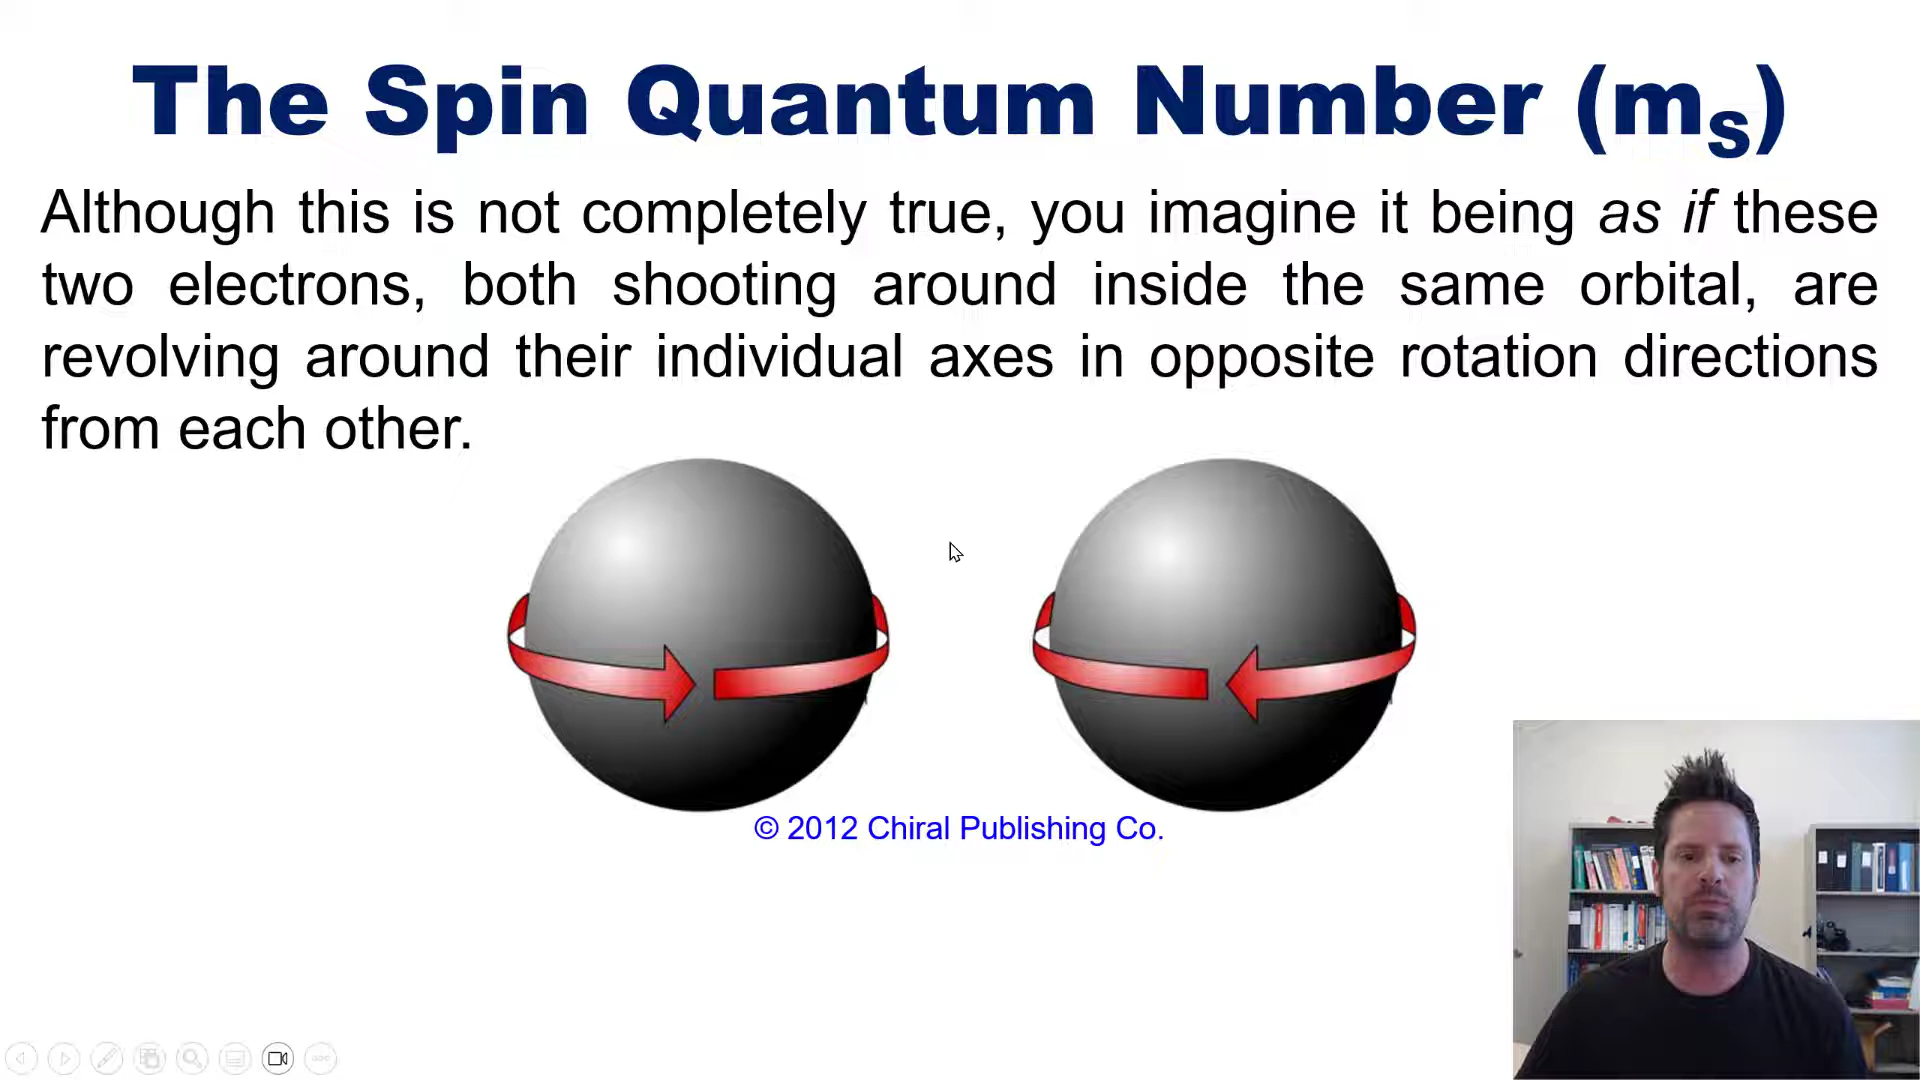 The Spin Quantum Number (mₛ)
Although this is not completely true, you imagine it being as if these
two electrons, both shooting around inside the same orbital, are
revolving around their individual axes in opposite rotation directions
from each other.
© 2012 Chiral Publishing Co.